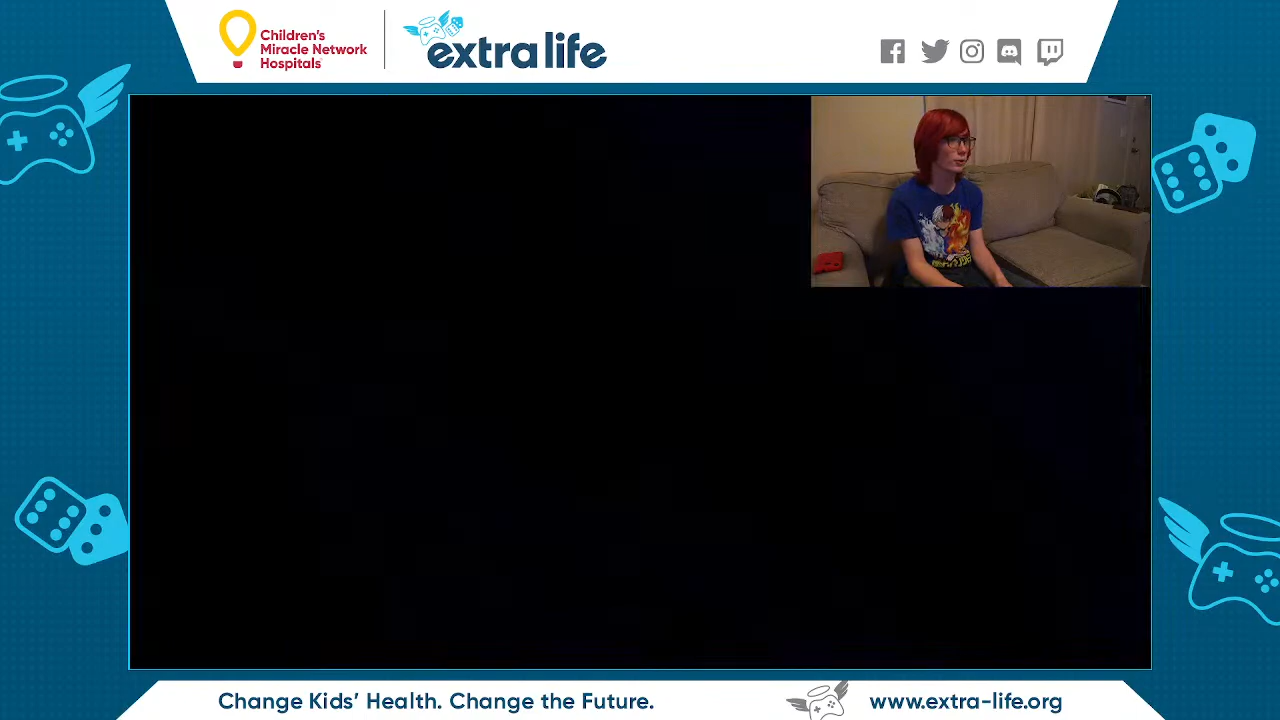 Children's
Miracle Network
Hospitals
extra life
Change Kids' Health. Change the Future.
www.extra-life.org